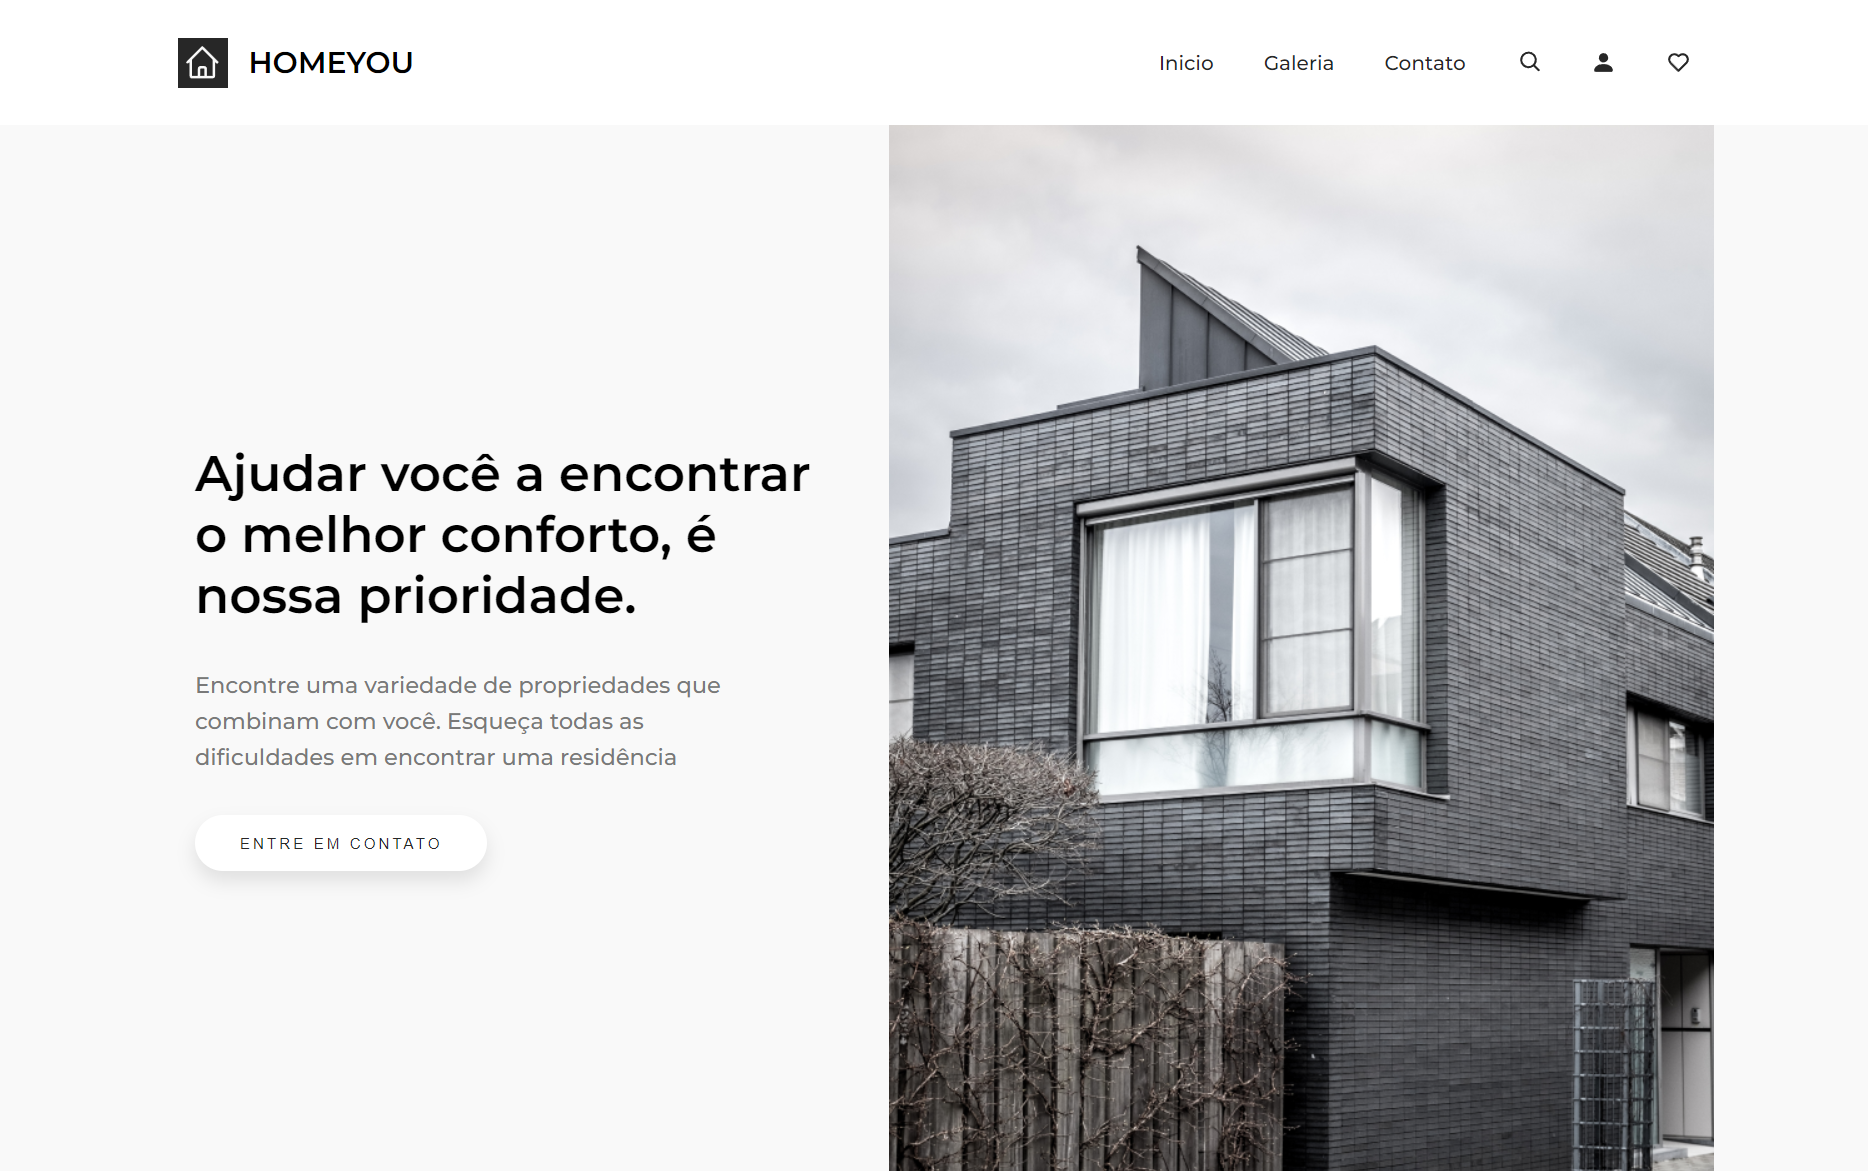 HOMEYOU
Inicio
Galeria
Contato
Ajudar você a encontrar
o melhor conforto, é
nossa prioridade.
Encontre uma variedade de propriedades que
combinam com você. Esqueça todas as
dificuldades em encontrar uma residência
ENTRE EM CONTATO